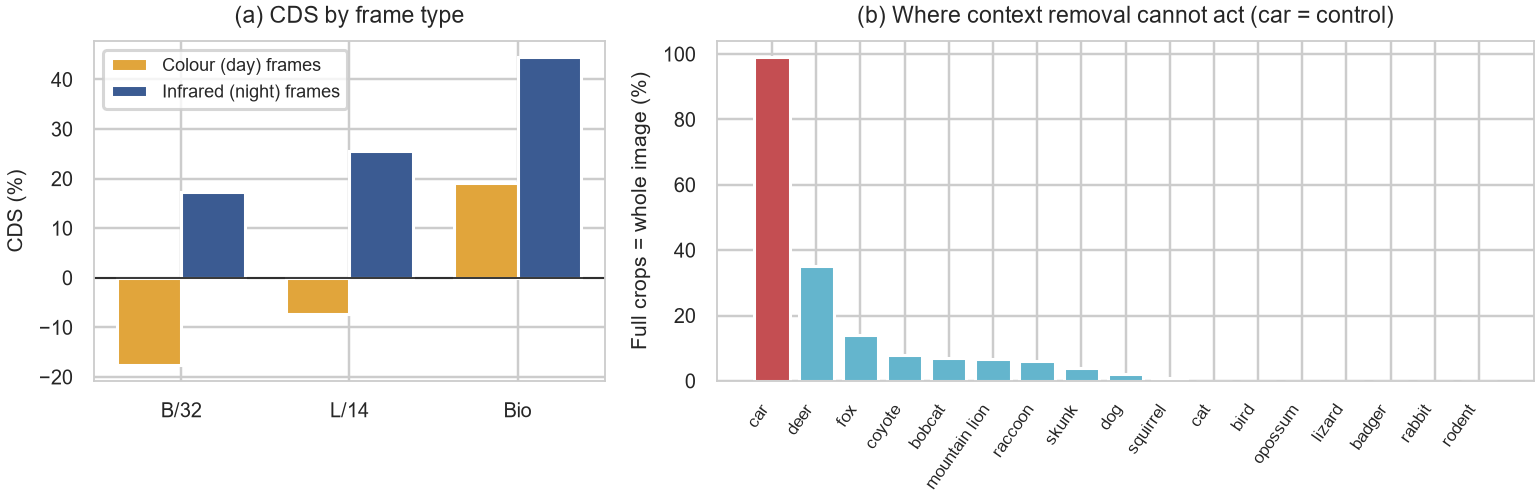 (a) CDS by frame type
Colour (day) frames
Infrared (night) frames
CDS (%)
40
30
20
10
0
−10
−20
B/32
L/14
Bio
(b) Where context removal cannot act (car = control)
Full crops = whole image (%)
100
80
60
40
20
0
car
deer
fox
coyote
bobcat
mountain lion
raccoon
skunk
dog
squirrel
cat
bird
opossum
lizard
badger
rabbit
rodent